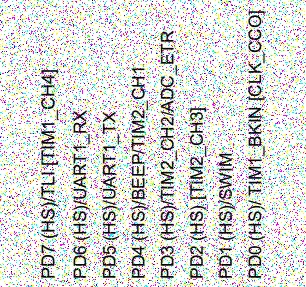 PD7 (HS)/TLI [TIM1_CH4]
PD6 (HS)/UART1_RX
PD5 (HS)/UART1_TX
PD4 (HS)/BEEP/TIM2_CH1
PD3 (HS)/TIM2_CH2/ADC_ETR
PD2 (HS) [TIM2_CH3]
PD1 (HS)/SWIM
PD0 (HS)/ TIM1_BKIN [CLK_CCO]